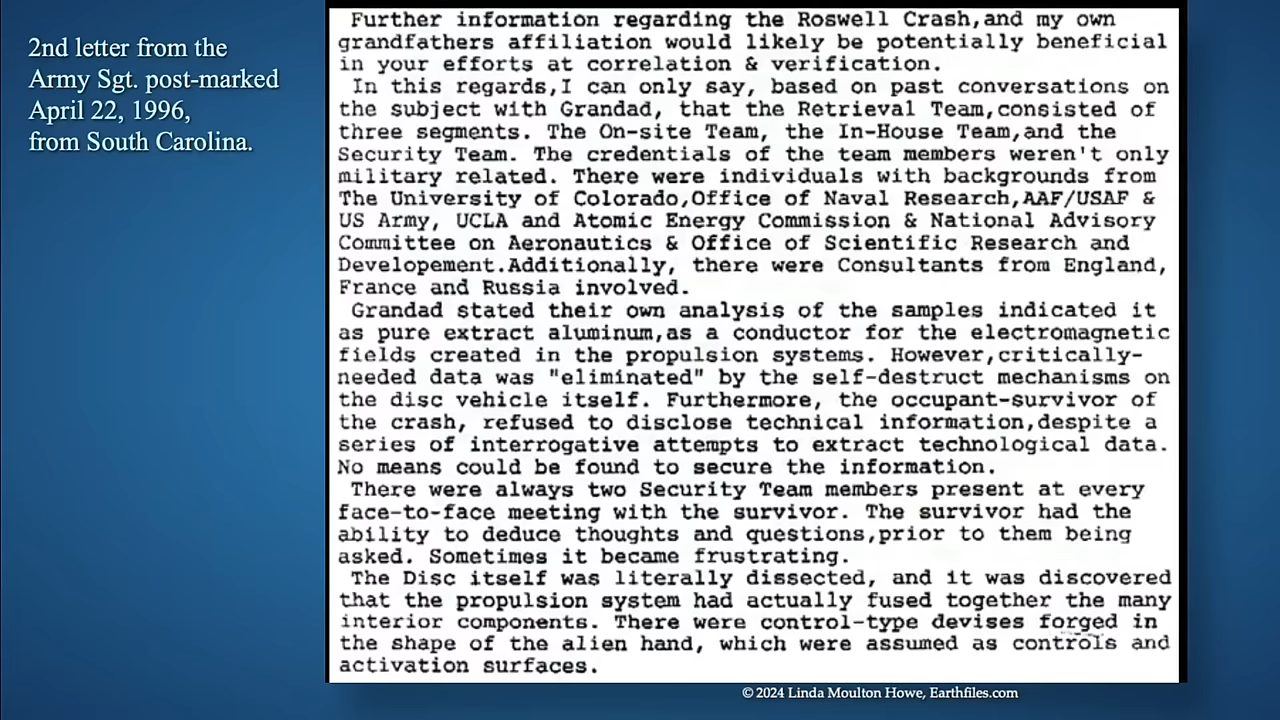 2nd letter from the
Army Sgt. post-marked
April 22, 1996,
from South Carolina.
Further information regarding the Roswell Crash,and my own
grandfathers affiliation would likely be potentially beneficial
in your efforts at correlation & verification.
In this regards,I can only say, based on past conversations on
the subject with Grandad, that the Retrieval Team,consisted of
three segments. The On-site Team, the In-House Team,and the
Security Team. The credentials of the team members weren't only
military related. There were individuals with backgrounds from
The University of Colorado,Office of Naval Research,AAF/USAF &
US Army, UCLA and Atomic Energy Commission & National Advisory
Committee on Aeronautics & Office of Scientific Research and
Developement.Additionally, there were Consultants from England,
France and Russia involved.
Grandad stated their own analysis of the samples indicated it
as pure extract aluminum,as a conductor for the electromagnetic
fields created in the propulsion systems. However,critically-
needed data was "eliminated" by the self-destruct mechanisms on
the disc vehicle itself. Furthermore, the occupant-survivor of
the crash, refused to disclose technical information,despite a
series of interrogative attempts to extract technological data.
No means could be found to secure the information.
There were always two Security Team members present at every
face-to-face meeting with the survivor. The survivor had the
ability to deduce thoughts and questions,prior to them being
asked. Sometimes it became frustrating.
The Disc itself was literally dissected, and it was discovered
that the propulsion system had actually fused together the many
interior components. There were control-type devises forged in
the shape of the alien hand, which were assumed as controls and
activation surfaces.
© 2024 Linda Moulton Howe, Earthfiles.com